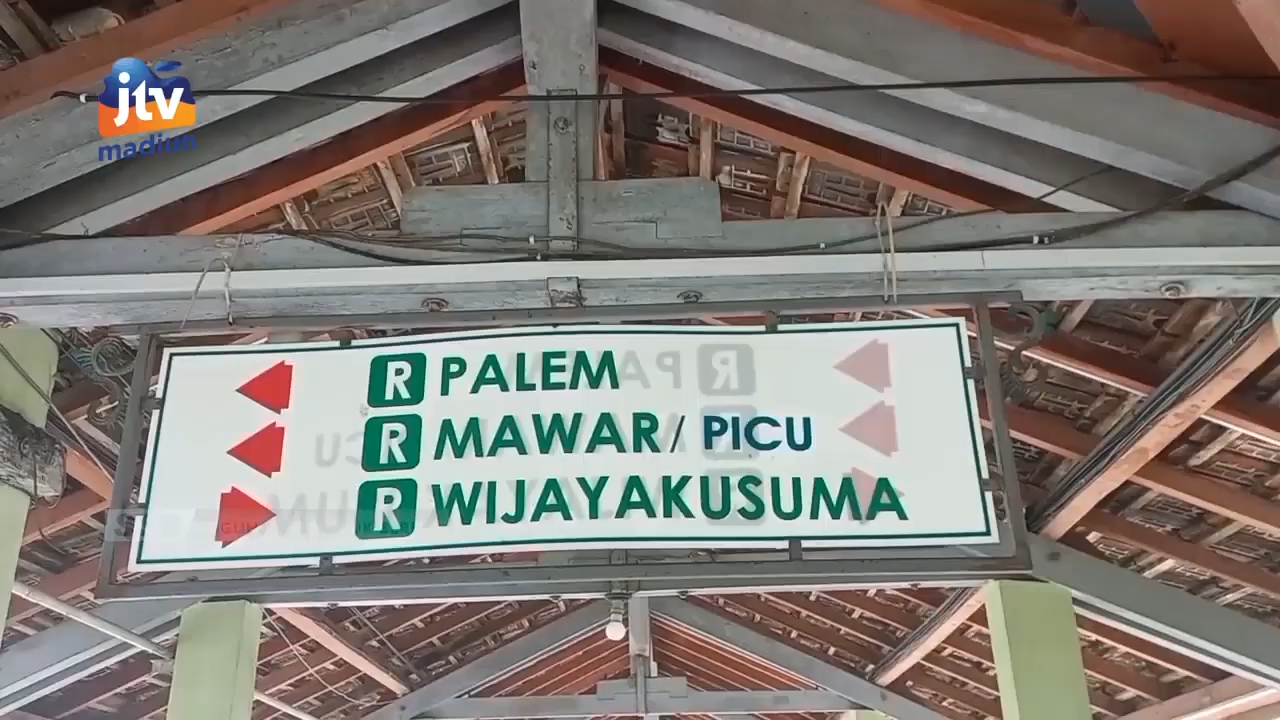 jtv
madiun
R PALEM
R MAWAR/ PICU
R WIJAYAKUSUMA